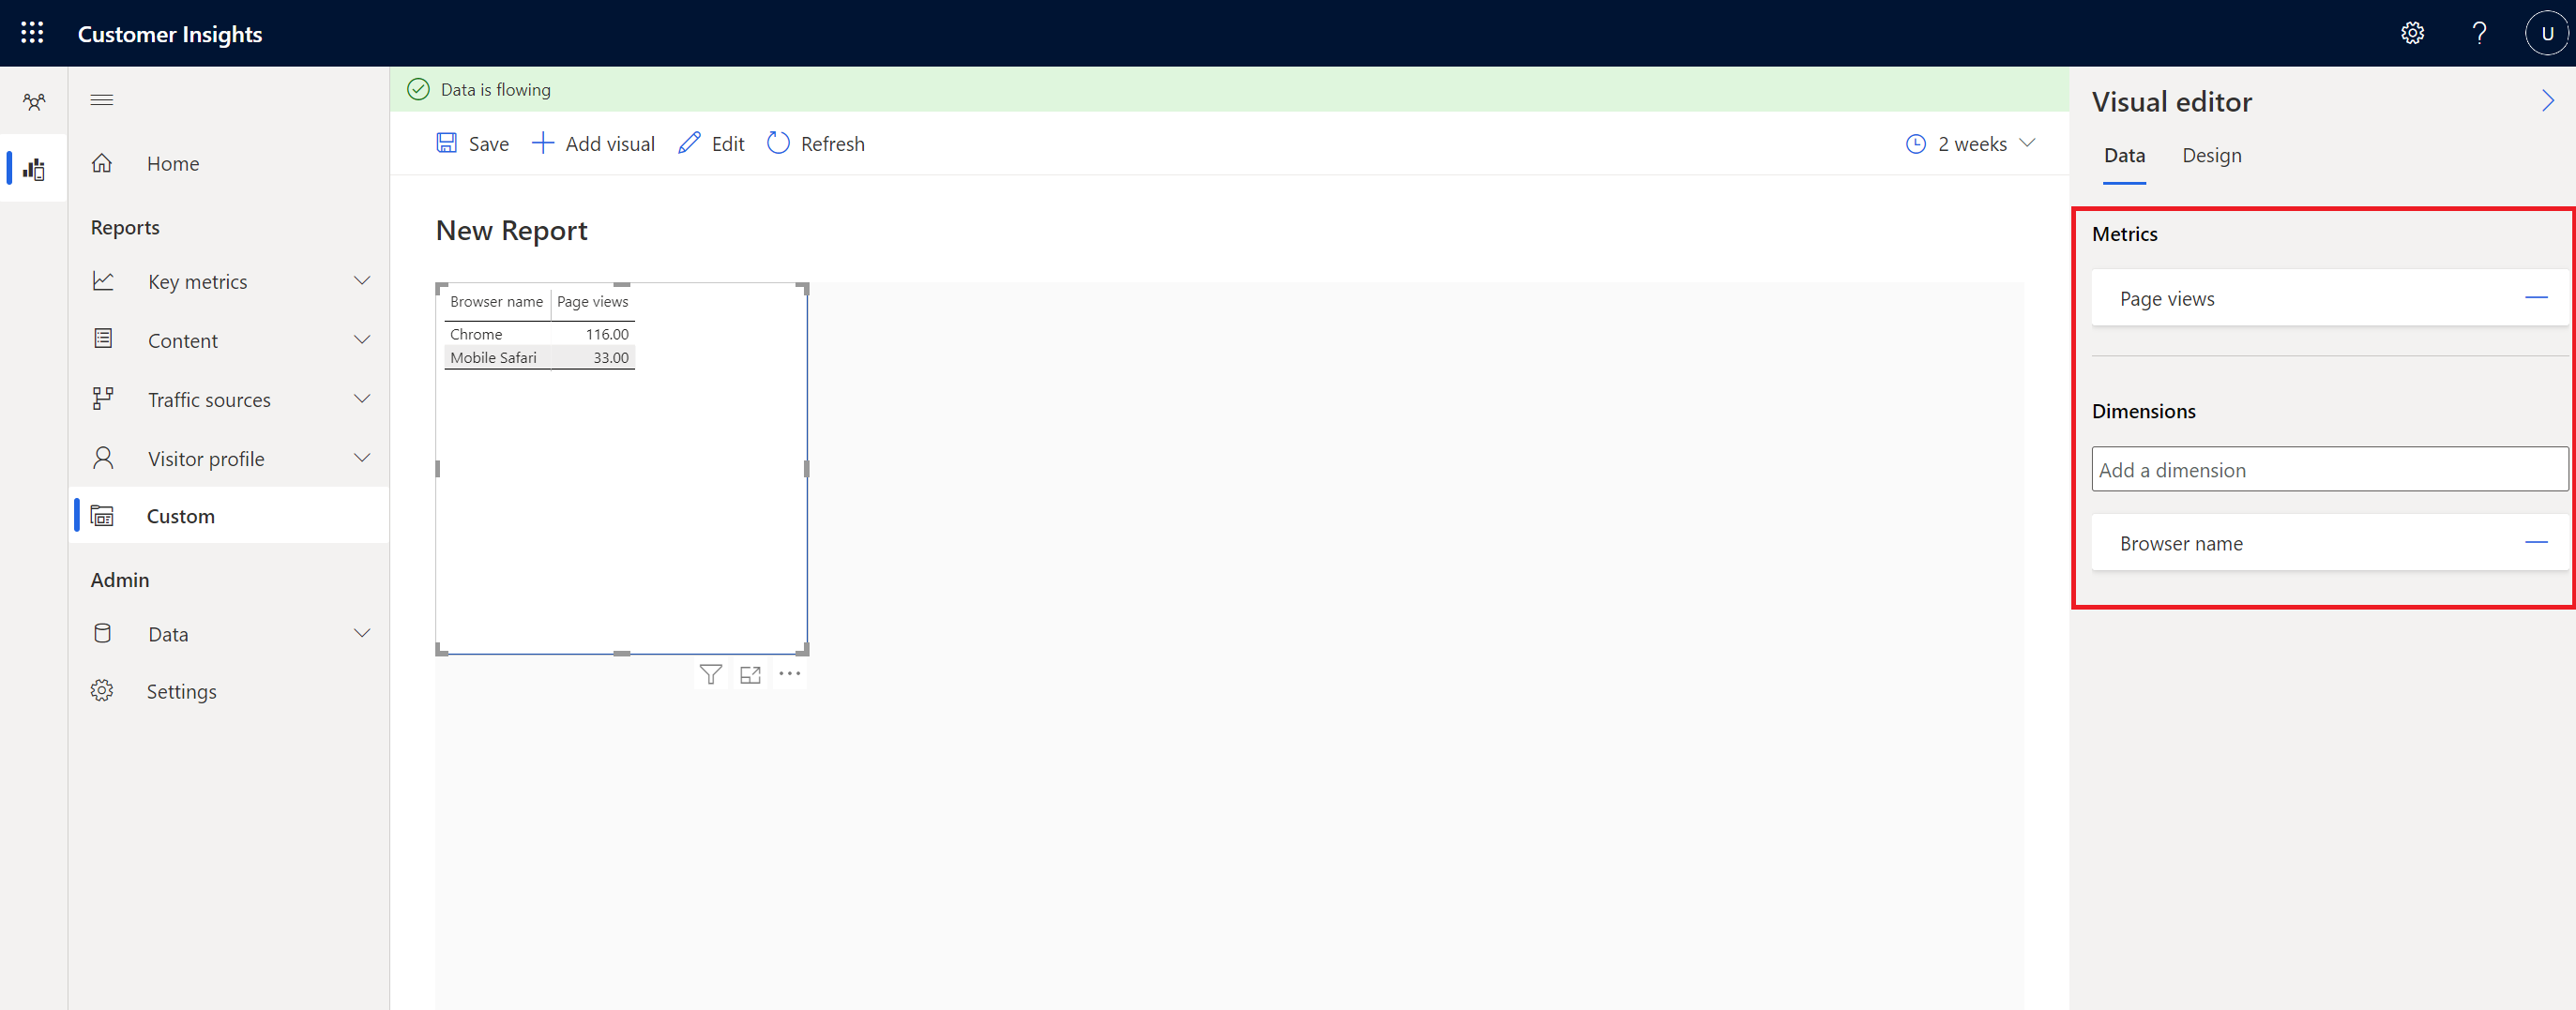 Customer Insights
?
U
Data is flowing
Save
Add visual
Edit
Refresh
2 weeks
Home
Reports
Key metrics
Content
Traffic sources
Visitor profile
Custom
Admin
Data
Settings
New Report
Browser name Page views
Chrome 116.00
Mobile Safari 33.00
Visual editor
Data Design
Metrics
Page views
Dimensions
Add a dimension
Browser name